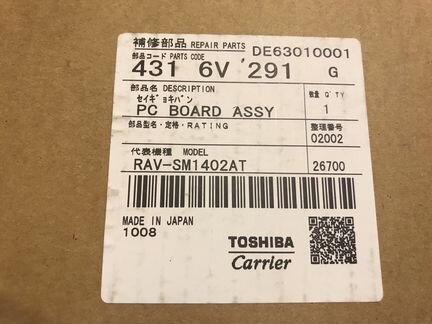 補修部品 REPAIR PARTS DE63010001
部品コード PARTS CODE
431 6V '291 G
部品名 DESCRIPTION 数量 Q'TY
セイギョキバン
PC BOARD ASSY 1
部品型名・定格・RATING 整理番号
02002
代表機種 MODEL
RAV-SM1402AT 26700
MADE IN JAPAN
1008
TOSHIBA
Carrier